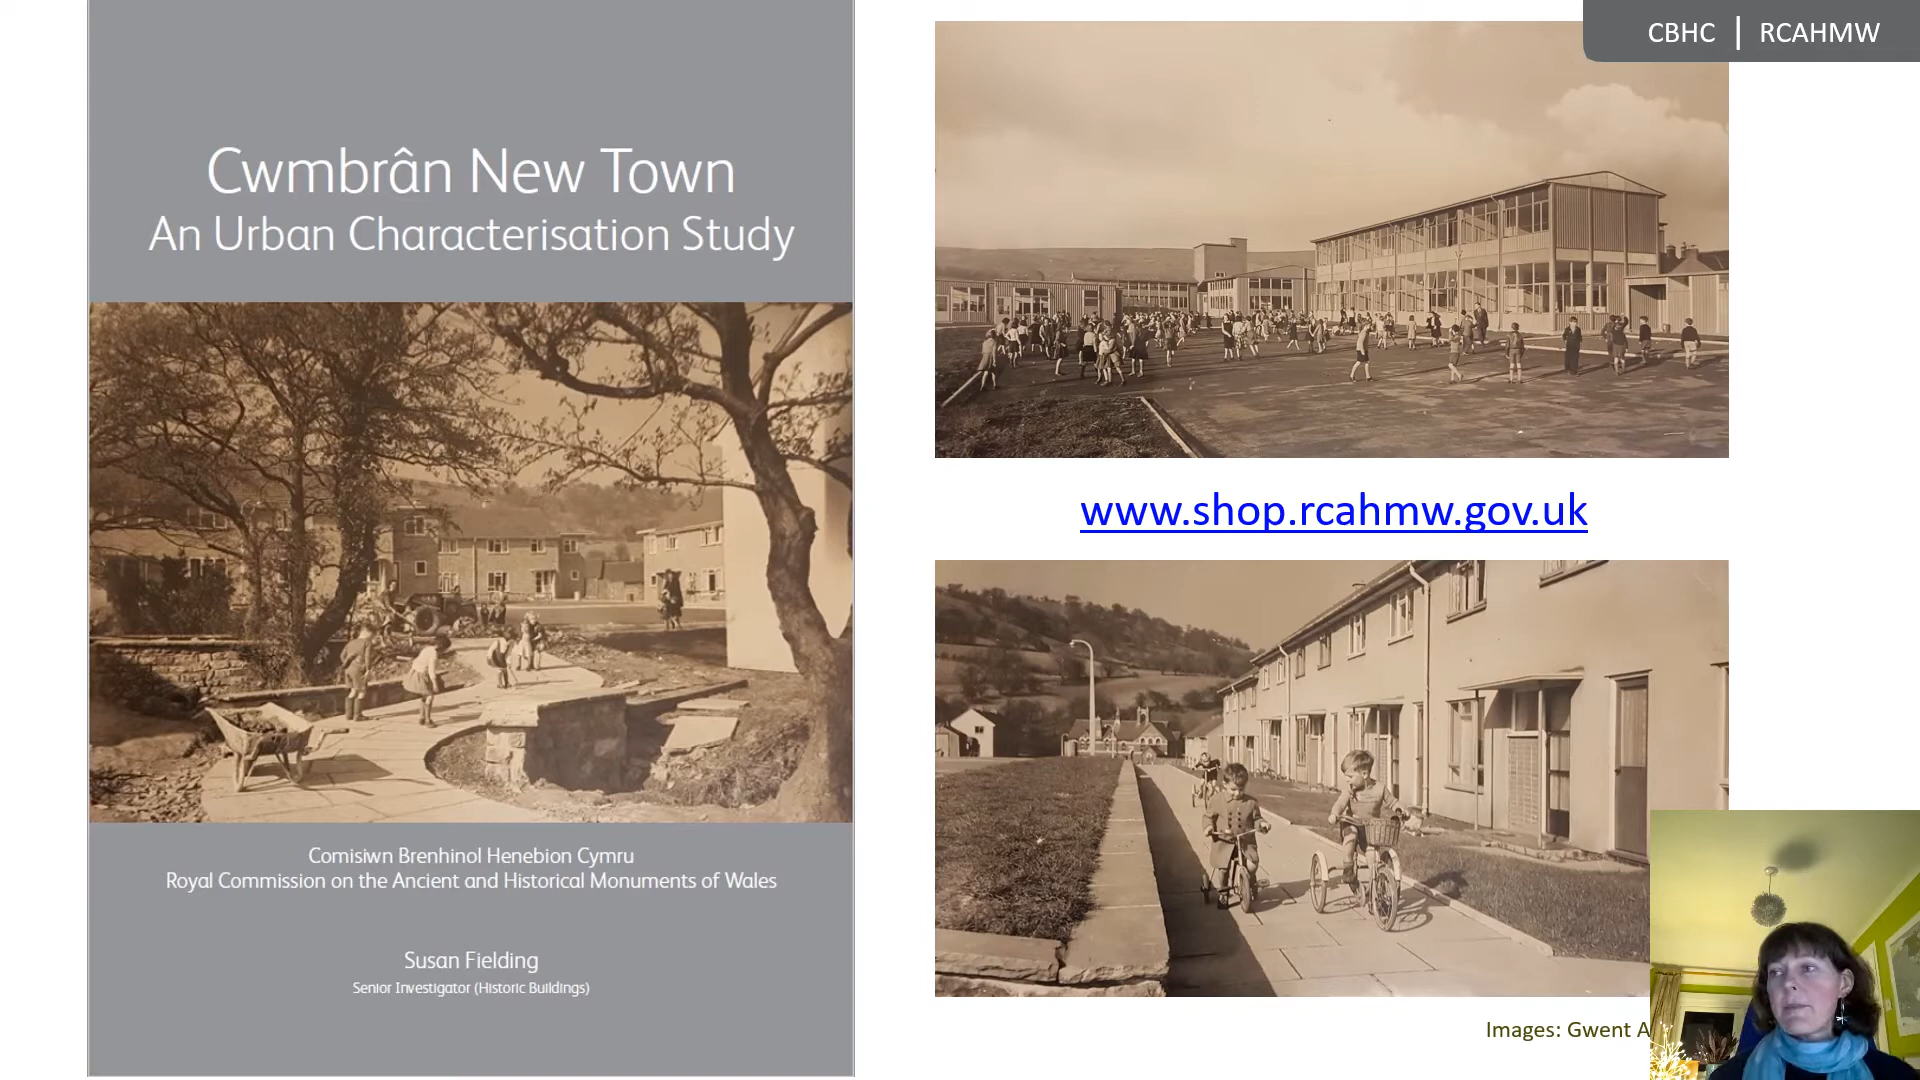 CBHC | RCAHMW
Cwmbrân New Town
An Urban Characterisation Study
Comisiwn Brenhinol Henebion Cymru
Royal Commission on the Ancient and Historical Monuments of Wales
Susan Fielding
Senior Investigator (Historic Buildings)
www.shop.rcahmw.gov.uk
Images: Gwent A